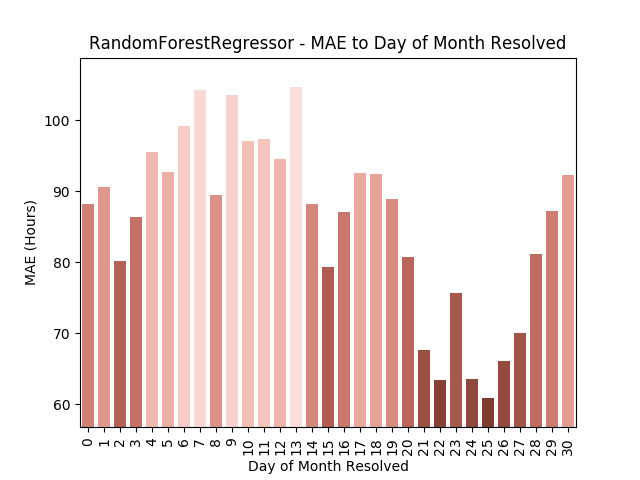 RandomForestRegressor - MAE to Day of Month Resolved
MAE (Hours)
100
90
80
70
60
0 1 2 3 4 5 6 7 8 9 10 11 12 13 14 15 16 17 18 19 20 21 22 23 24 25 26 27 28 29 30
Day of Month Resolved